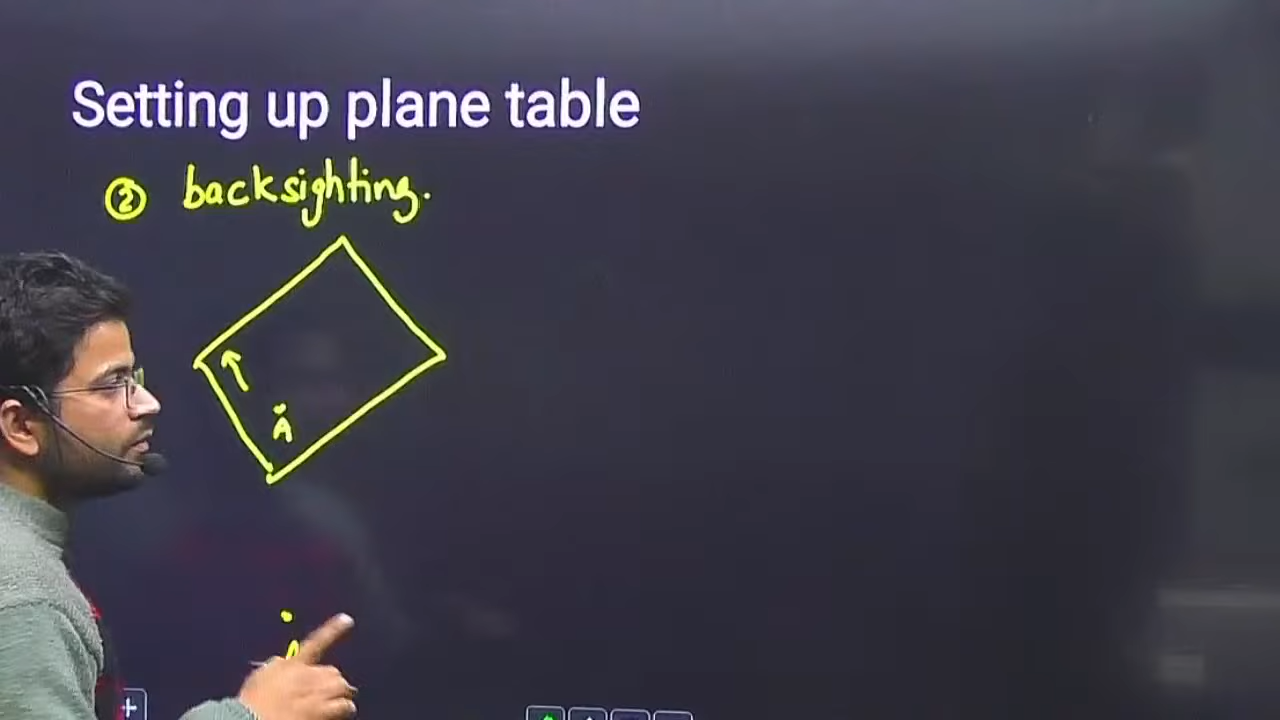 Setting up plane table
② backsighting.
A